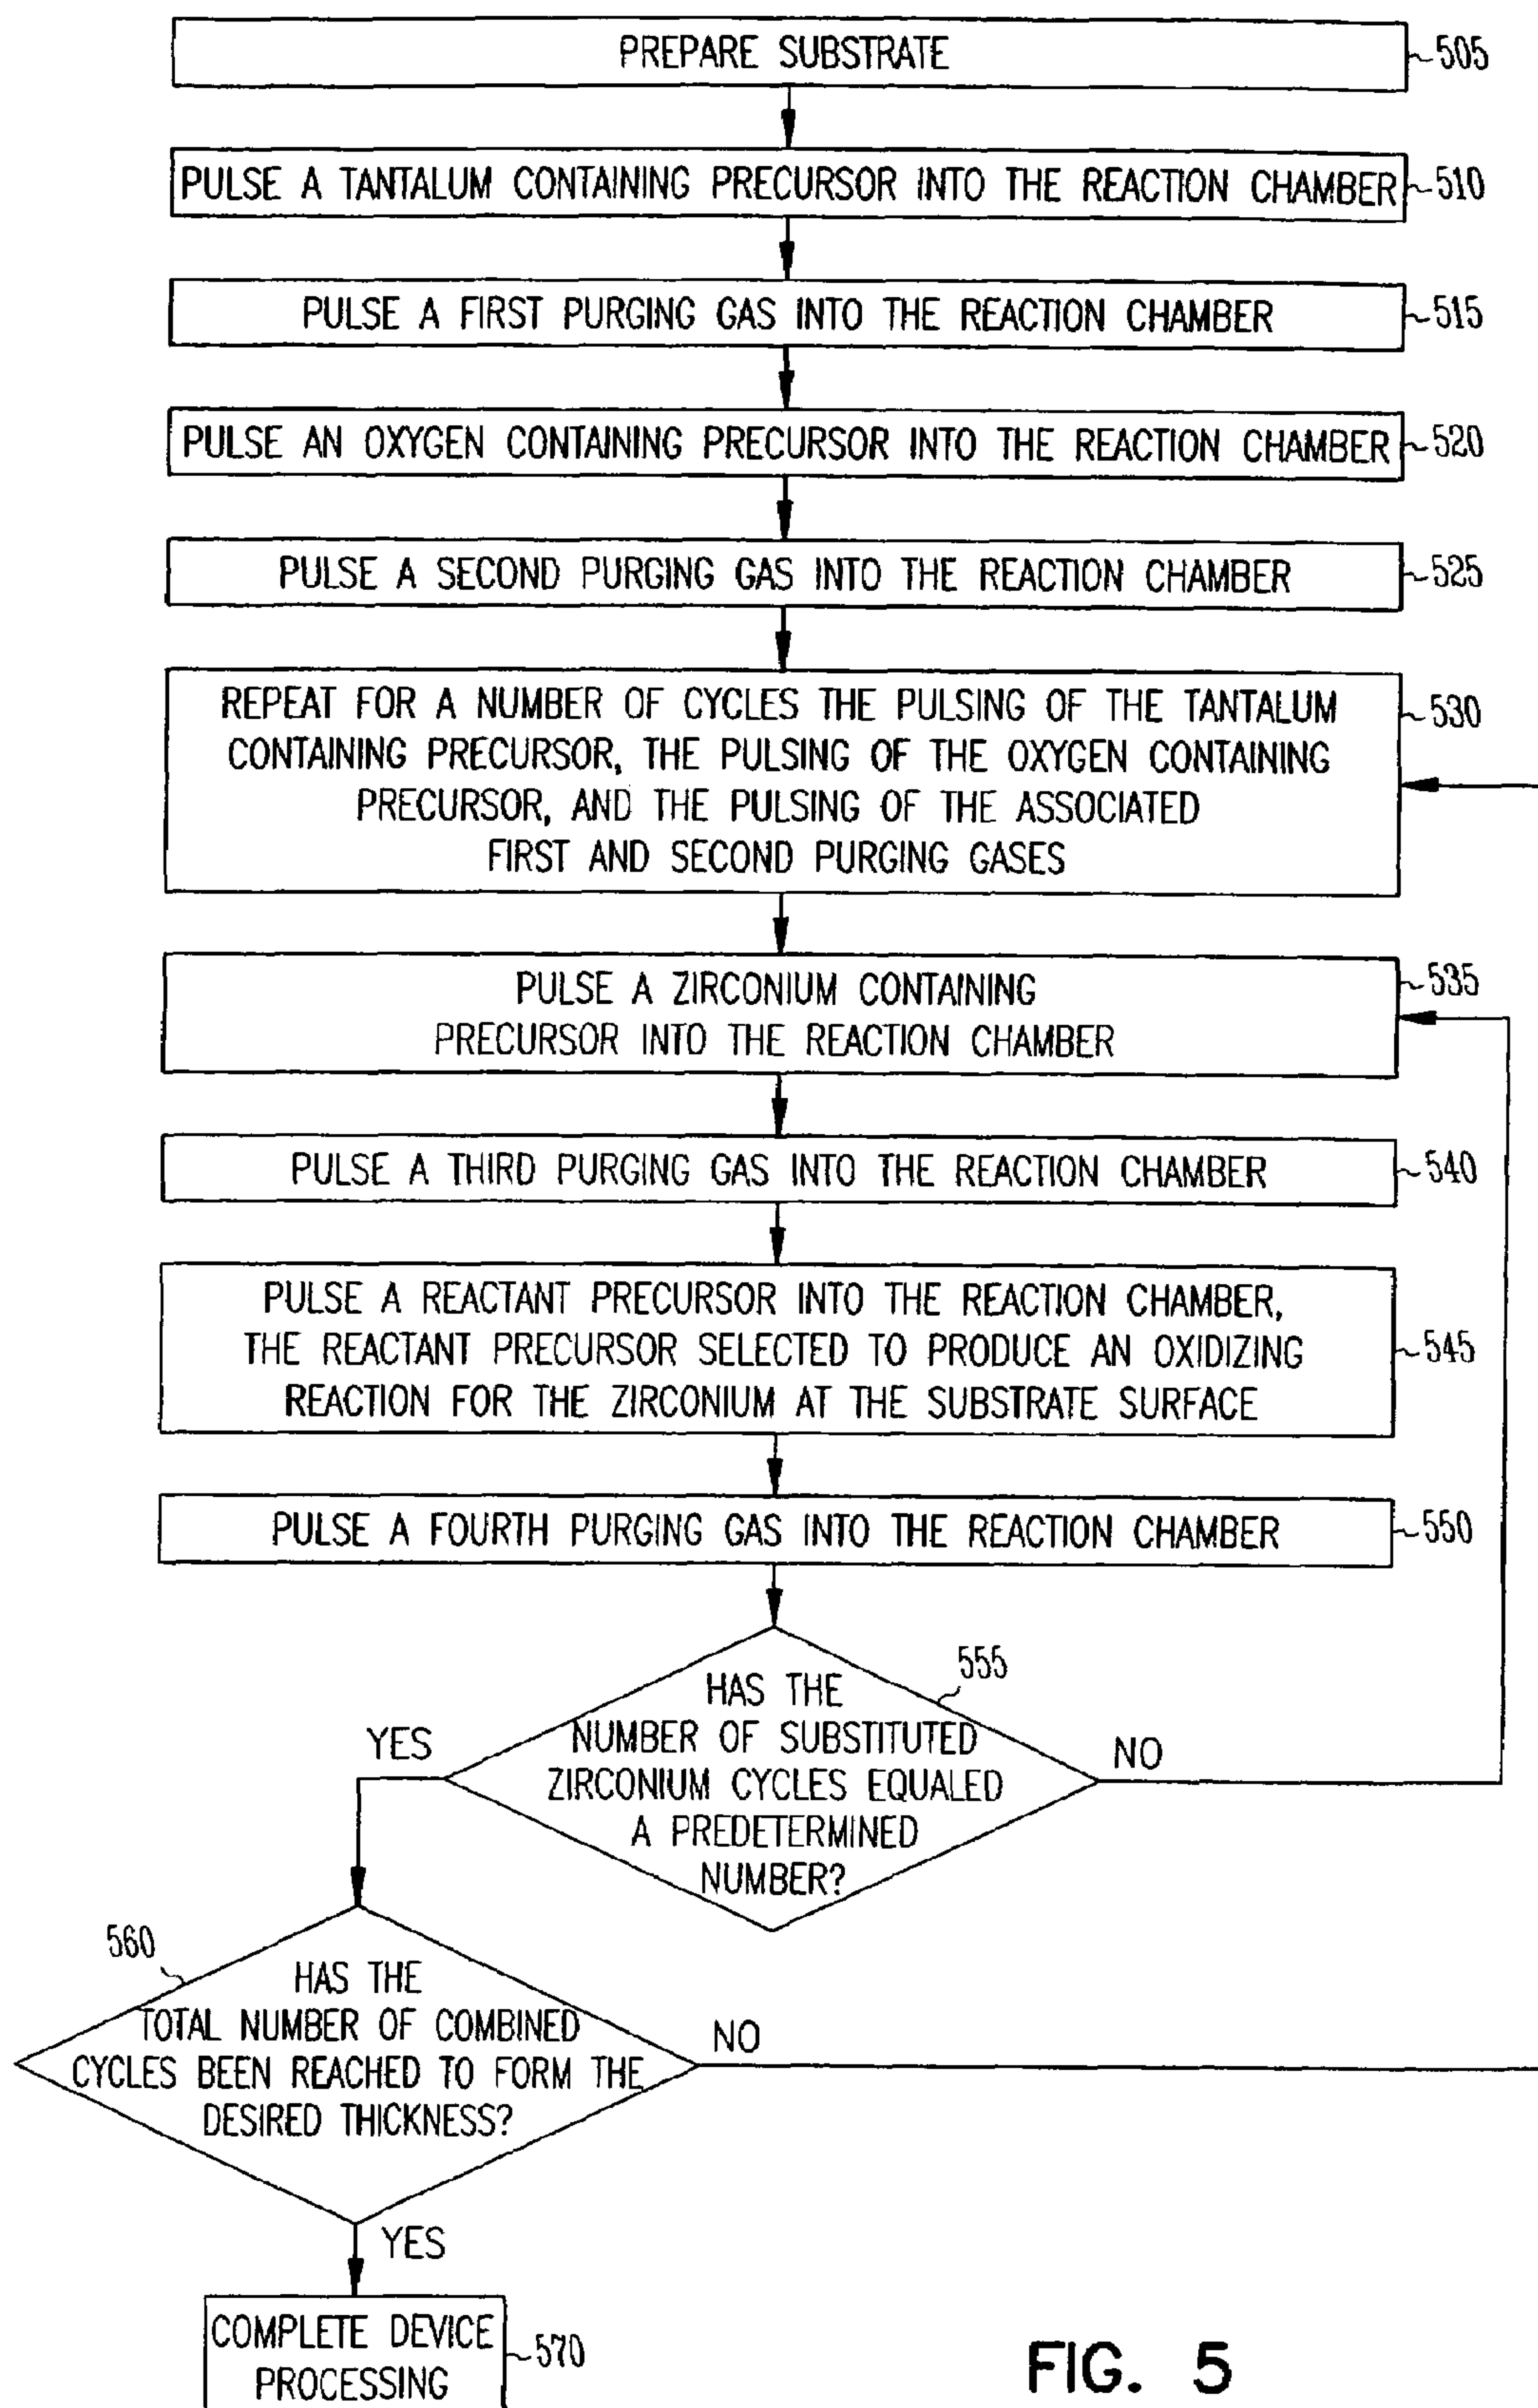 PREPARE SUBSTRATE
505
PULSE A TANTALUM CONTAINING PRECURSOR INTO THE REACTION CHAMBER
510
PULSE A FIRST PURGING GAS INTO THE REACTION CHAMBER
515
PULSE AN OXYGEN CONTAINING PRECURSOR INTO THE REACTION CHAMBER
520
PULSE A SECOND PURGING GAS INTO THE REACTION CHAMBER
525
REPEAT FOR A NUMBER OF CYCLES THE PULSING OF THE TANTALUM
CONTAINING PRECURSOR, THE PULSING OF THE OXYGEN CONTAINING
PRECURSOR, AND THE PULSING OF THE ASSOCIATED
FIRST AND SECOND PURGING GASES
530
PULSE A ZIRCONIUM CONTAINING
PRECURSOR INTO THE REACTION CHAMBER
535
PULSE A THIRD PURGING GAS INTO THE REACTION CHAMBER
540
PULSE A REACTANT PRECURSOR INTO THE REACTION CHAMBER,
THE REACTANT PRECURSOR SELECTED TO PRODUCE AN OXIDIZING
REACTION FOR THE ZIRCONIUM AT THE SUBSTRATE SURFACE
545
PULSE A FOURTH PURGING GAS INTO THE REACTION CHAMBER
550
555
HAS THE
NUMBER OF SUBSTITUTED
ZIRCONIUM CYCLES EQUALED
A PREDETERMINED
NUMBER?
YES
NO
560
HAS THE
TOTAL NUMBER OF COMBINED
CYCLES BEEN REACHED TO FORM THE
DESIRED THICKNESS?
NO
YES
COMPLETE DEVICE
PROCESSING
570
FIG. 5